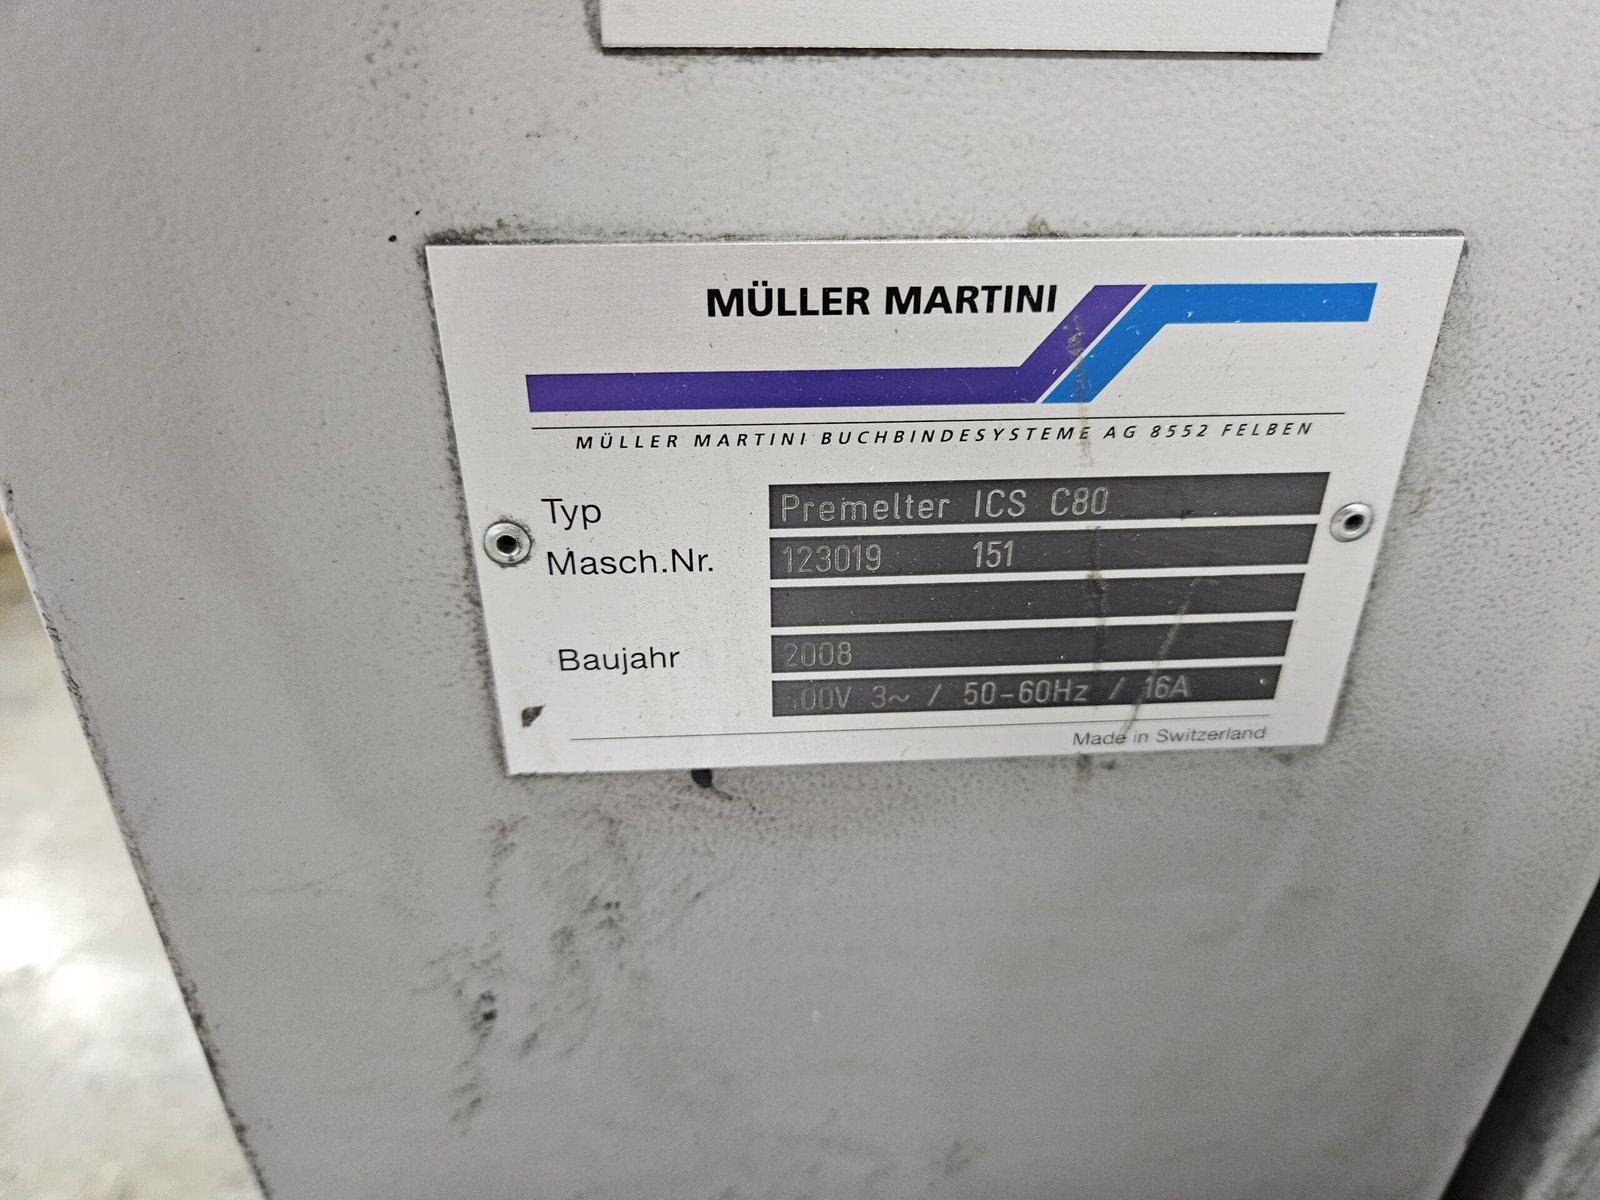 MÜLLER MARTINI
MÜLLER MARTINI BUCHBINDESYSTEME AG 8552 FELBEN
Typ Premelter ICS C80
Masch.Nr. 123019 151
Baujahr 2008
3~ / 50-60Hz / 16A
Made in Switzerland